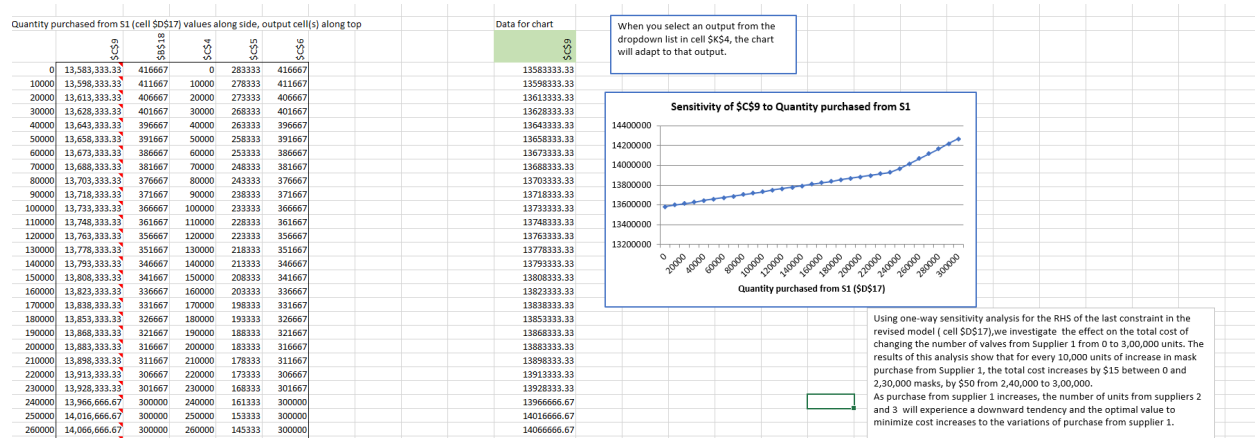 Quantity purchased from S1 (cell $D$17) values along side, output cell(s) along top
$C$9 $B$18 $C$4 $C$5 $C$6
0 13,583,333.33 416667 0 283333 416667
10000 13,598,333.33 411667 10000 278333 411667
20000 13,613,333.33 406667 20000 273333 406667
30000 13,628,333.33 401667 30000 268333 401667
40000 13,643,333.33 396667 40000 263333 396667
50000 13,658,333.33 391667 50000 258333 391667
60000 13,673,333.33 386667 60000 253333 386667
70000 13,688,333.33 381667 70000 248333 381667
80000 13,703,333.33 376667 80000 243333 376667
90000 13,718,333.33 371667 90000 238333 371667
100000 13,733,333.33 366667 100000 233333 366667
110000 13,748,333.33 361667 110000 228333 361667
120000 13,763,333.33 356667 120000 223333 356667
130000 13,778,333.33 351667 130000 218333 351667
140000 13,793,333.33 346667 140000 213333 346667
150000 13,808,333.33 341667 150000 208333 341667
160000 13,823,333.33 336667 160000 203333 336667
170000 13,838,333.33 331667 170000 198333 331667
180000 13,853,333.33 326667 180000 193333 326667
190000 13,868,333.33 321667 190000 188333 321667
200000 13,883,333.33 316667 200000 183333 316667
210000 13,898,333.33 311667 210000 178333 311667
220000 13,913,333.33 306667 220000 173333 306667
230000 13,928,333.33 301667 230000 168333 301667
240000 13,966,666.67 300000 240000 161333 300000
250000 14,016,666.67 300000 250000 153333 300000
260000 14,066,666.67 300000 260000 145333 300000
Data for chart
$C$9
13583333.33
13598333.33
13613333.33
13628333.33
13643333.33
13658333.33
13673333.33
13688333.33
13703333.33
13718333.33
13733333.33
13748333.33
13763333.33
13778333.33
13793333.33
13808333.33
13823333.33
13838333.33
13853333.33
13868333.33
13883333.33
13898333.33
13913333.33
13928333.33
13966666.67
14016666.67
14066666.67
When you select an output from the
dropdown list in cell $K$4, the chart
will adapt to that output.
Sensitivity of $C$9 to Quantity purchased from S1
14400000
14200000
14000000
13800000
13600000
13400000
13200000
0 20000 40000 60000 80000 100000 120000 140000 160000 180000 200000 220000 240000 260000 280000 300000
Quantity purchased from S1 ($D$17)
Using one-way sensitivity analysis for the RHS of the last constraint in the
revised model ( cell $D$17),we investigate the effect on the total cost of
changing the number of valves from Supplier 1 from 0 to 3,00,000 units. The
results of this analysis show that for every 10,000 units of increase in mask
purchase from Supplier 1, the total cost increases by $15 between 0 and
2,30,000 masks, by $50 from 2,40,000 to 3,00,000.
As purchase from supplier 1 increases, the number of units from suppliers 2
and 3 will experience a downward tendency and the optimal value to
minimize cost increases to the variations of purchase from supplier 1.